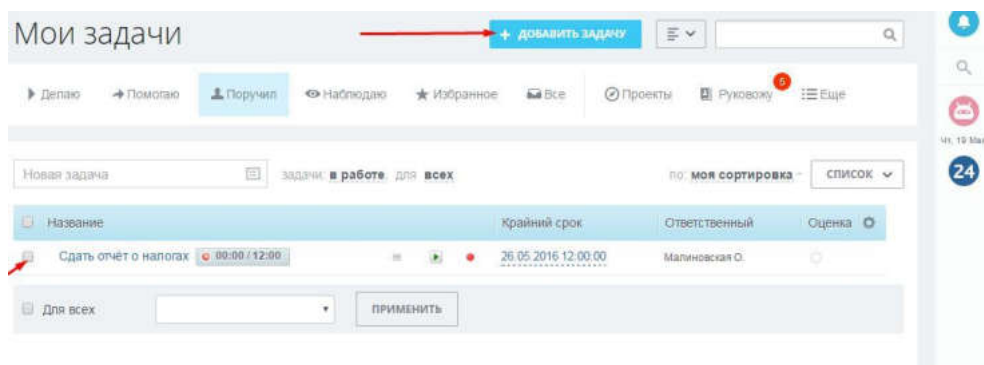 Мои задачи
+ ДОБАВИТЬ ЗАДАЧУ
Делаю Помогаю Поручил Наблюдаю Избранное Все Проекты Руковожу 5 Еще
Чт, 19 Мая
24
Новая задача задачи: в работе, для всех по: моя сортировка СПИСОК
Название Крайний срок Ответственный Оценка
Сдать отчёт о налогах 00:00 / 12:00 26.05.2016 12:00:00 Малиновская О.
Для всех ПРИМЕНИТЬ